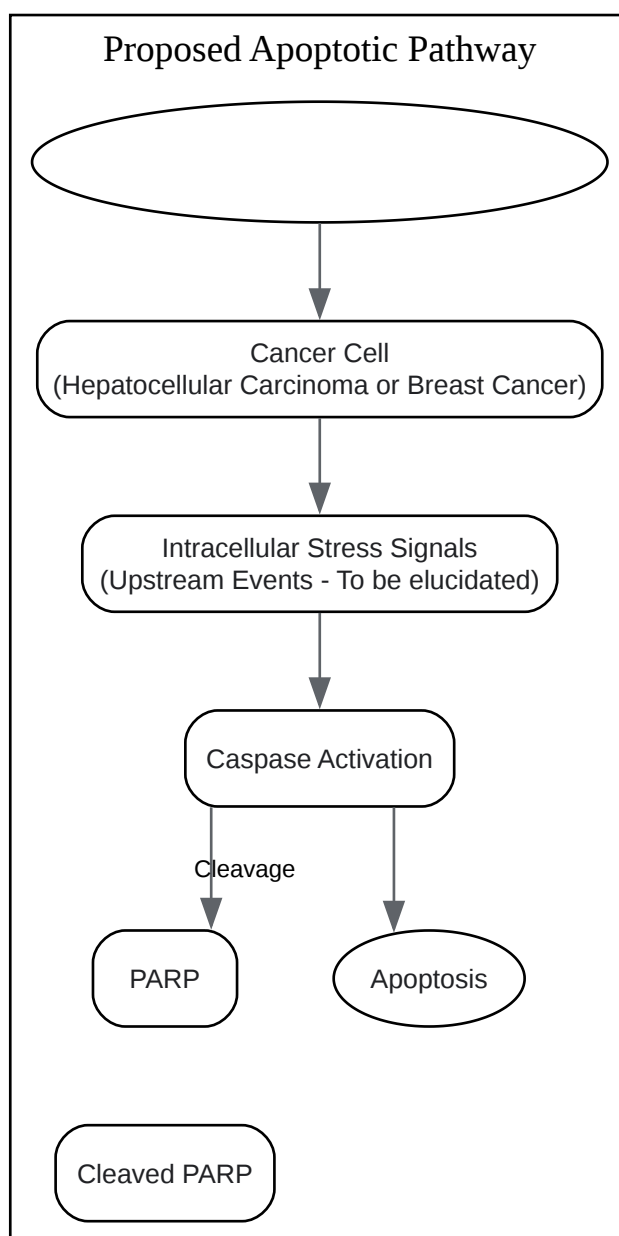 Proposed Apoptotic Pathway
Cancer Cell
(Hepatocellular Carcinoma or Breast Cancer)
Intracellular Stress Signals
(Upstream Events - To be elucidated)
Caspase Activation
Cleavage
PARP
Apoptosis
Cleaved PARP